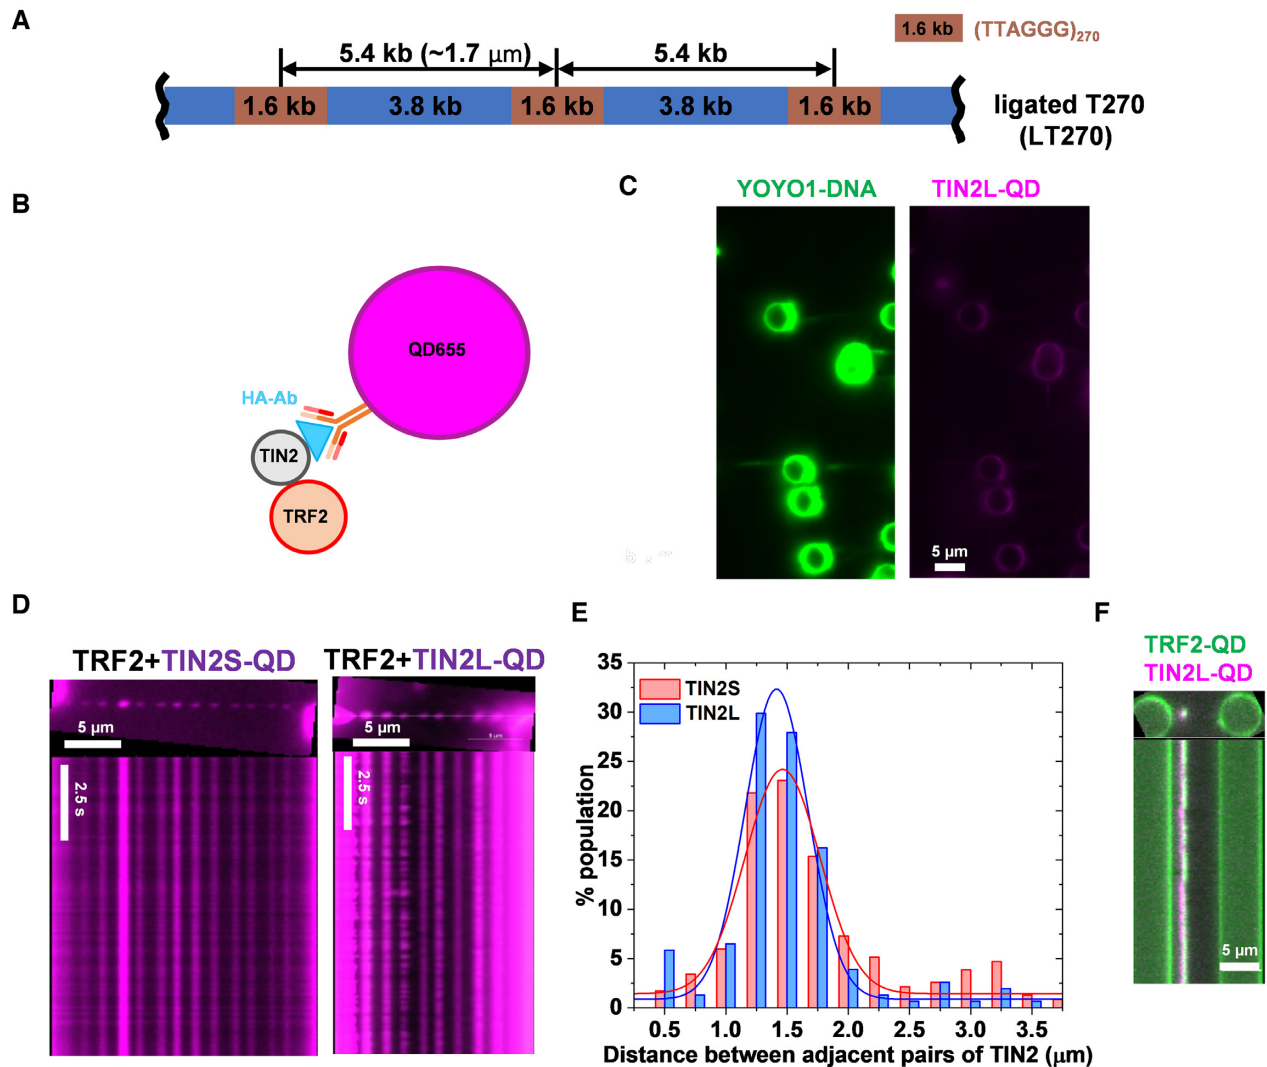 A
1.6 kb (TTAGGG)270
5.4 kb (~1.7 μm) 5.4 kb
1.6 kb 3.8 kb 1.6 kb 3.8 kb 1.6 kb
ligated T270
(LT270)
B
QD655
HA-Ab
TIN2
TRF2
C
YOYO1-DNA TIN2L-QD
5 μm
D
TRF2+TIN2S-QD TRF2+TIN2L-QD
5 μm 5 μm 5 μm
2.5 s 2.5 s
E
35
30
25
20
15
10
5
0
% population
TIN2S
TIN2L
0.5 1.0 1.5 2.0 2.5 3.0 3.5
Distance between adjacent pairs of TIN2 (μm)
F
TRF2-QD
TIN2L-QD
5 μm